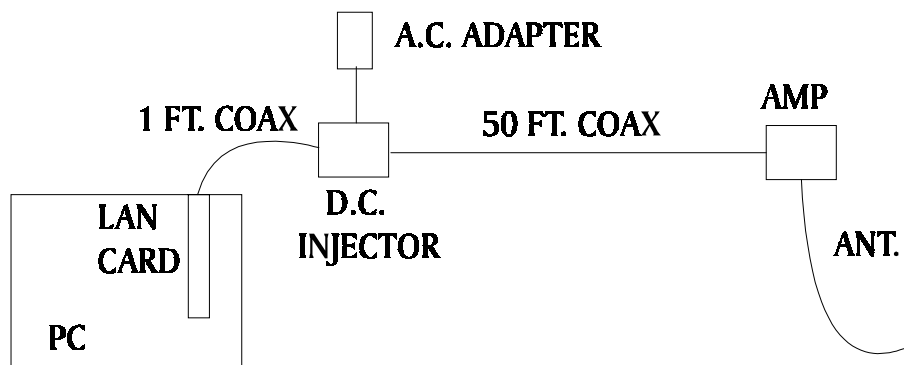 A.C. ADAPTER
AMP
1 FT. COAX
50 FT. COAX
D.C.
INJECTOR
LAN
CARD
ANT.
PC